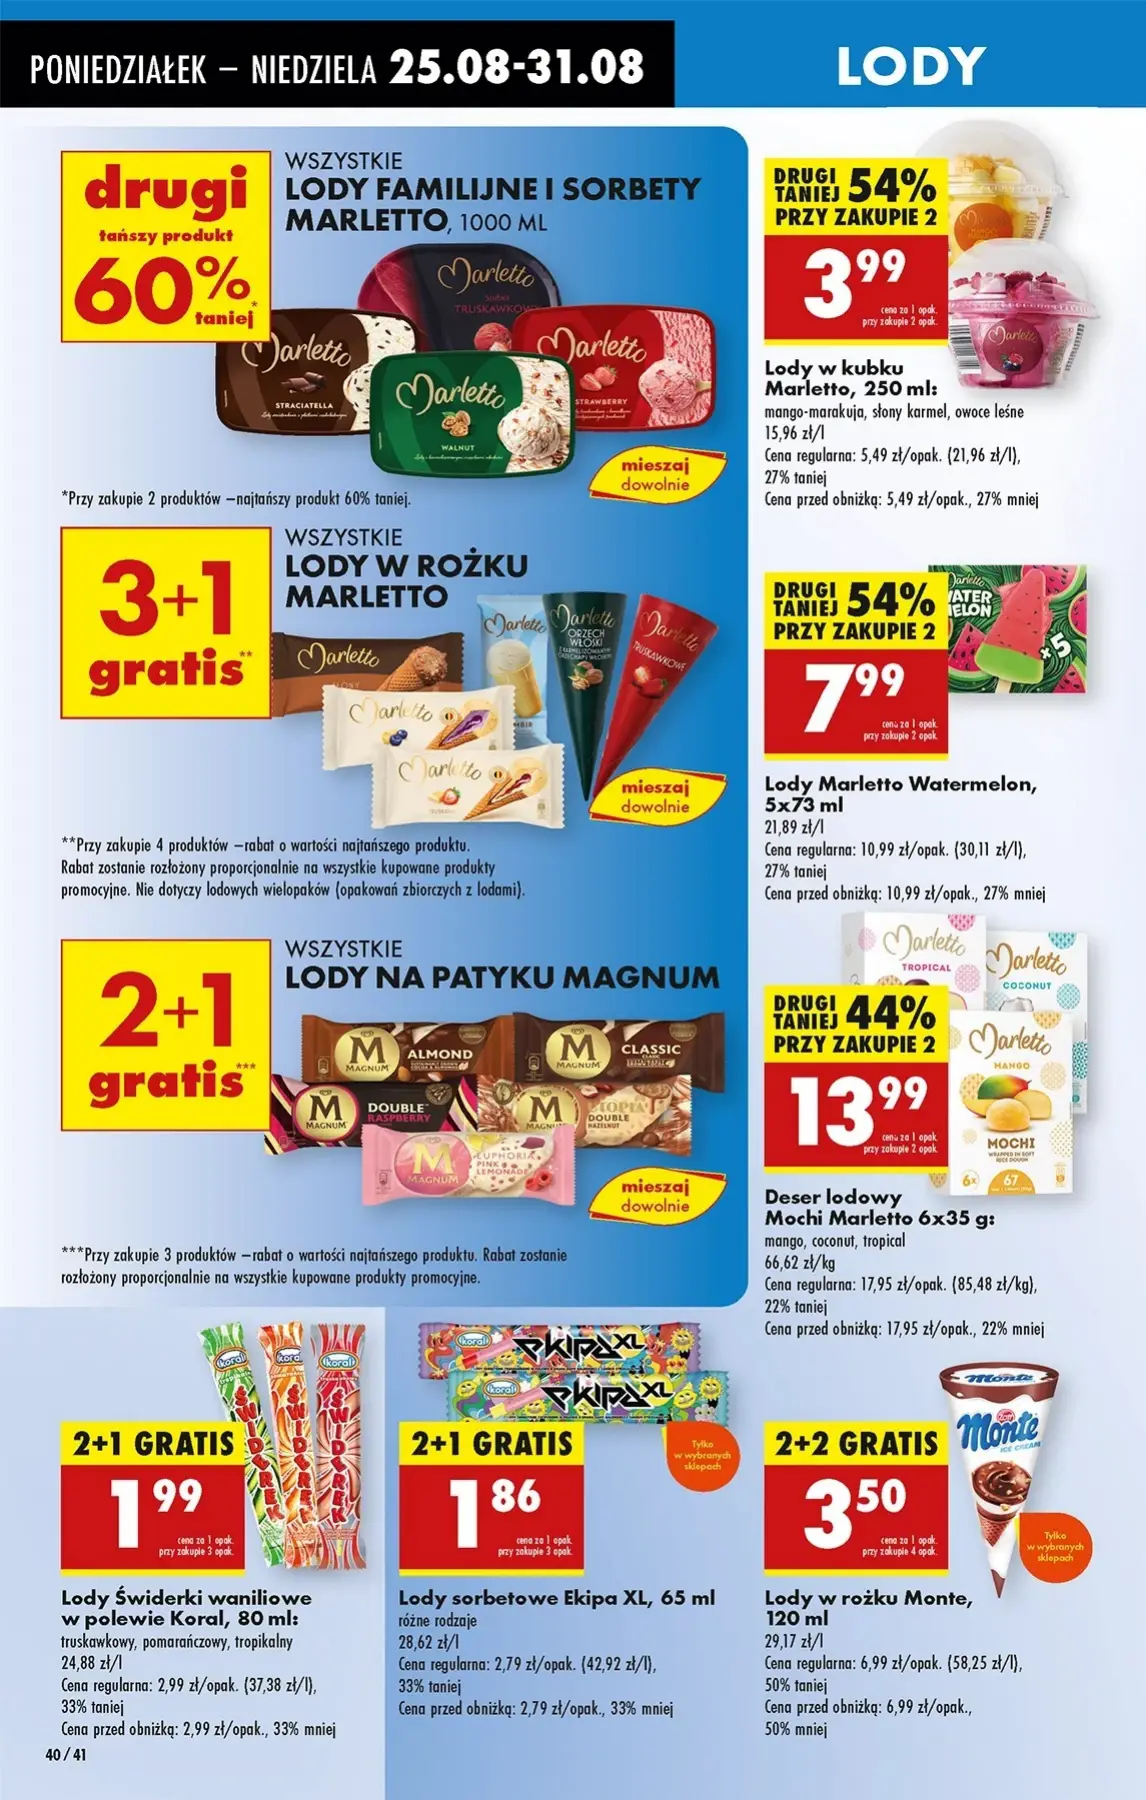 PONIEDZIAŁEK – NIEDZIELA 25.08-31.08
LODY
drugi
tańszy produkt
60%*
taniej
WSZYSTKIE
LODY FAMILIJNE I SORBETY
MARLETTO, 1000 ML
Marletto
Sorbet
TRUSKAWKOWY
Marletto
STRACIATELLA
Marletto
STRAWBERRY
Marletto
WALNUT
mieszaj
dowolnie
*Przy zakupie 2 produktów –najtańszy produkt 60% taniej.
3+1
gratis**
WSZYSTKIE
LODY W ROŻKU
MARLETTO
Marletto
Marletto
Marletto
ORZECH
WŁOSKI
Marletto
TRUSKAWKOWE
Marletto
Marletto
mieszaj
dowolnie
**Przy zakupie 4 produktów –rabat o wartości najtańszego produktu.
Rabat zostanie rozłożony proporcjonalnie na wszystkie kupowane produkty
promocyjne. Nie dotyczy lodowych wielopaków (opakowań zbiorczych z lodami).
2+1
gratis***
WSZYSTKIE
LODY NA PATYKU MAGNUM
M
MAGNUM
ALMOND
M
MAGNUM
CLASSIC
M
MAGNUM
DOUBLE
RASPBERRY
M
MAGNUM
UTOPIA
DOUBLE
HAZELNUT
M
MAGNUM
EUPHORIA
PINK
LEMONADE
mieszaj
dowolnie
***Przy zakupie 3 produktów –rabat o wartości najtańszego produktu. Rabat zostanie
rozłożony proporcjonalnie na wszystkie kupowane produkty promocyjne.
DRUGI
TANIEJ 54%
PRZY ZAKUPIE 2
3 99
cena za 1 opak.
przy zakupie 2 opak.
Marletto
Marletto
Lody w kubku
Marletto, 250 ml:
mango-marakuja, słony karmel, owoce leśne
15,96 zł/l
Cena regularna: 5,49 zł/opak. (21,96 zł/l),
27% taniej
Cena przed obniżką: 5,49 zł/opak., 27% mniej
DRUGI
TANIEJ 54%
PRZY ZAKUPIE 2
7 99
cena za 1 opak.
przy zakupie 2 opak.
Marletto
WATER
MELON
x5
Lody Marletto Watermelon,
5x73 ml
21,89 zł/l
Cena regularna: 10,99 zł/opak. (30,11 zł/l),
27% taniej
Cena przed obniżką: 10,99 zł/opak., 27% mniej
Marletto
TROPICAL
Marletto
COCONUT
DRUGI
TANIEJ 44%
PRZY ZAKUPIE 2
13 99
cena za 1 opak.
przy zakupie 2 opak.
Marletto
MANGO
MOCHI
WRAPPED IN SOFT
RICE DOUGH
6x
67
Deser lodowy
Mochi Marletto 6x35 g:
mango, coconut, tropical
66,62 zł/kg
Cena regularna: 17,95 zł/opak. (85,48 zł/kg),
22% taniej
Cena przed obniżką: 17,95 zł/opak., 22% mniej
Koral
Koral
Koral
ŚWIDEREK
ŚWIDEREK
ŚWIDEREK
2+1 GRATIS
1 99
cena za 1 opak.
przy zakupie 3 opak.
Lody Świderki waniliowe
w polewie Koral, 80 ml:
truskawkowy, pomarańczowy, tropikalny
24,88 zł/l
Cena regularna: 2,99 zł/opak. (37,38 zł/l),
33% taniej
Cena przed obniżką: 2,99 zł/opak., 33% mniej
Koral
EKIPA XL
Koral
EKIPA XL
2+1 GRATIS
1 86
cena za 1 opak.
przy zakupie 3 opak.
Tylko
w wybranych
sklepach
Lody sorbetowe Ekipa XL, 65 ml
różne rodzaje
28,62 zł/l
Cena regularna: 2,79 zł/opak. (42,92 zł/l),
33% taniej
Cena przed obniżką: 2,79 zł/opak., 33% mniej
Monte
Zott
Monte
ICE CREAM
2+2 GRATIS
3 50
cena za 1 opak.
przy zakupie 4 opak.
Tylko
w wybranych
sklepach
Lody w rożku Monte,
120 ml
29,17 zł/l
Cena regularna: 6,99 zł/opak. (58,25 zł/l),
50% taniej
Cena przed obniżką: 6,99 zł/opak.,
50% mniej
40 / 41